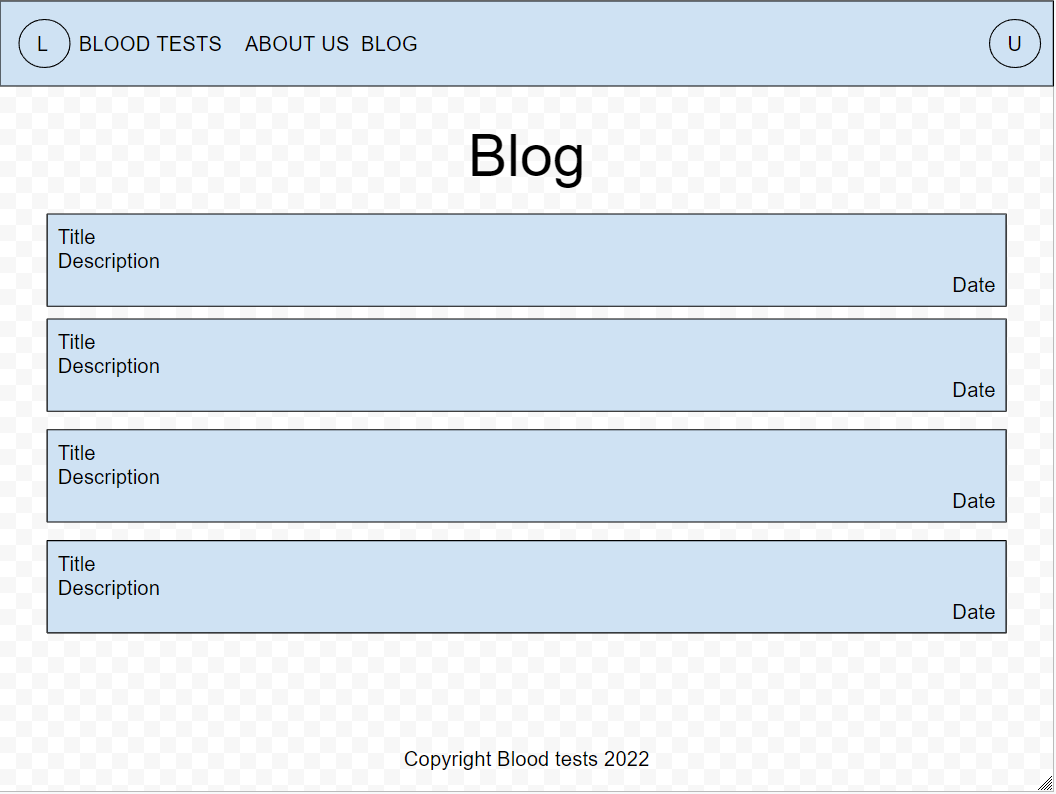 L BLOOD TESTS ABOUT US BLOG U
Blog
Title
Description
Date
Title
Description
Date
Title
Description
Date
Title
Description
Date
Copyright Blood tests 2022